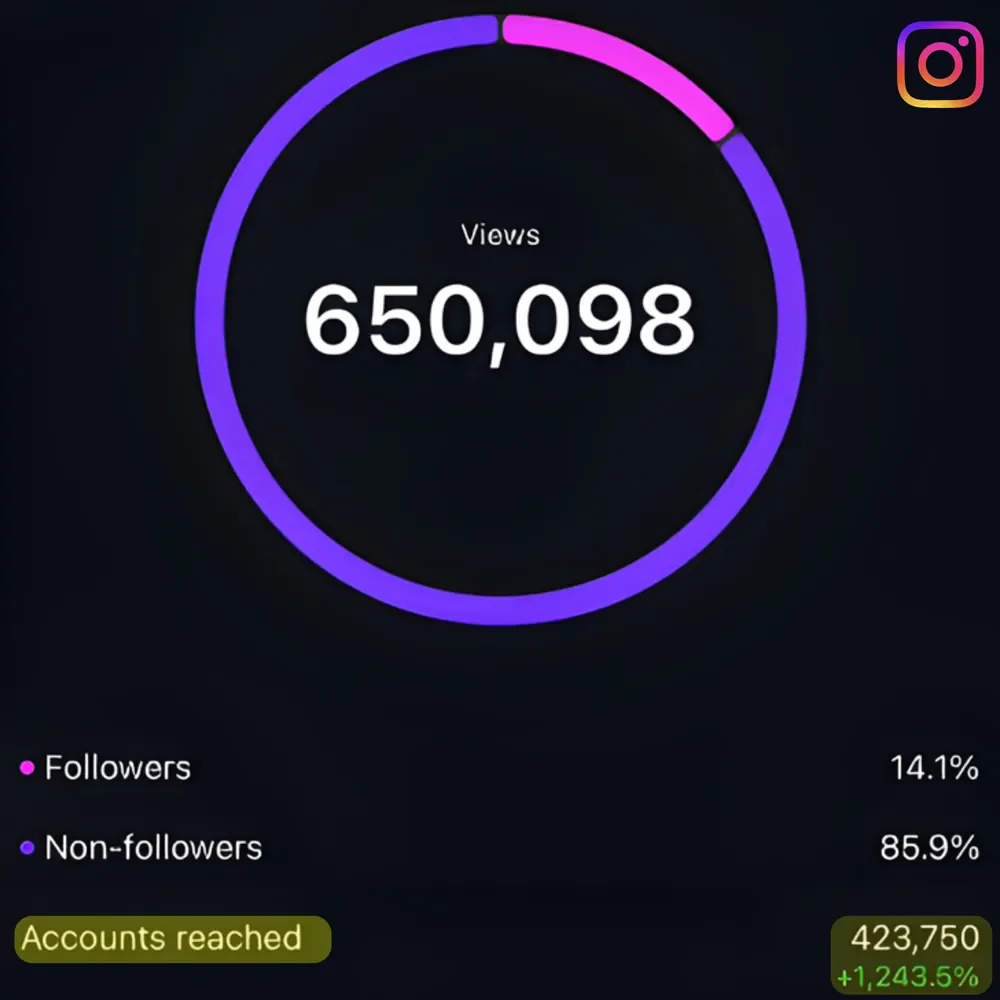 Views
650,098
Followers 14.1%
Non-followers 85.9%
Accounts reached 423,750
+1,243.5%